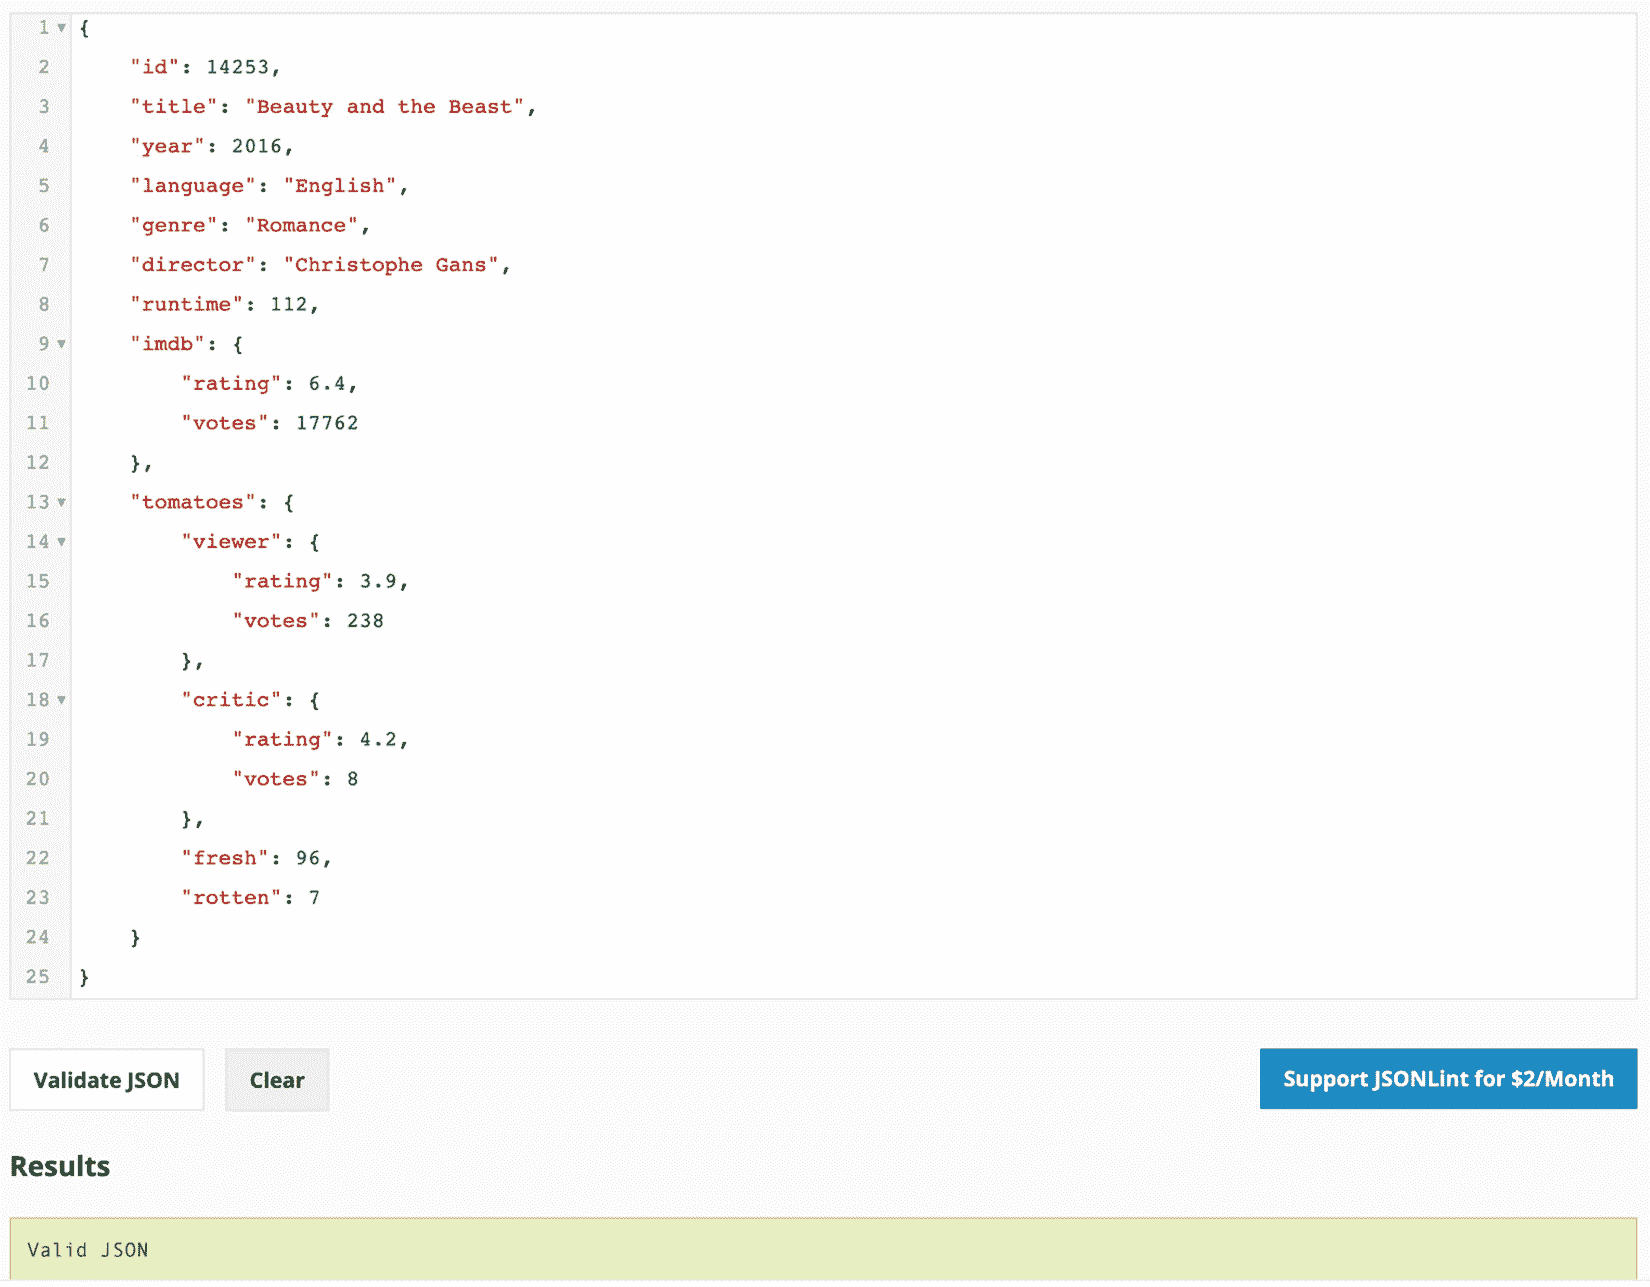 1 {
2     "id": 14253,
3     "title": "Beauty and the Beast",
4     "year": 2016,
5     "language": "English",
6     "genre": "Romance",
7     "director": "Christophe Gans",
8     "runtime": 112,
9     "imdb": {
10         "rating": 6.4,
11         "votes": 17762
12     },
13     "tomatoes": {
14         "viewer": {
15             "rating": 3.9,
16             "votes": 238
17         },
18         "critic": {
19             "rating": 4.2,
20             "votes": 8
21         },
22         "fresh": 96,
23         "rotten": 7
24     }
25 }
Validate JSON Clear Support JSONLint for $2/Month
Results
Valid JSON